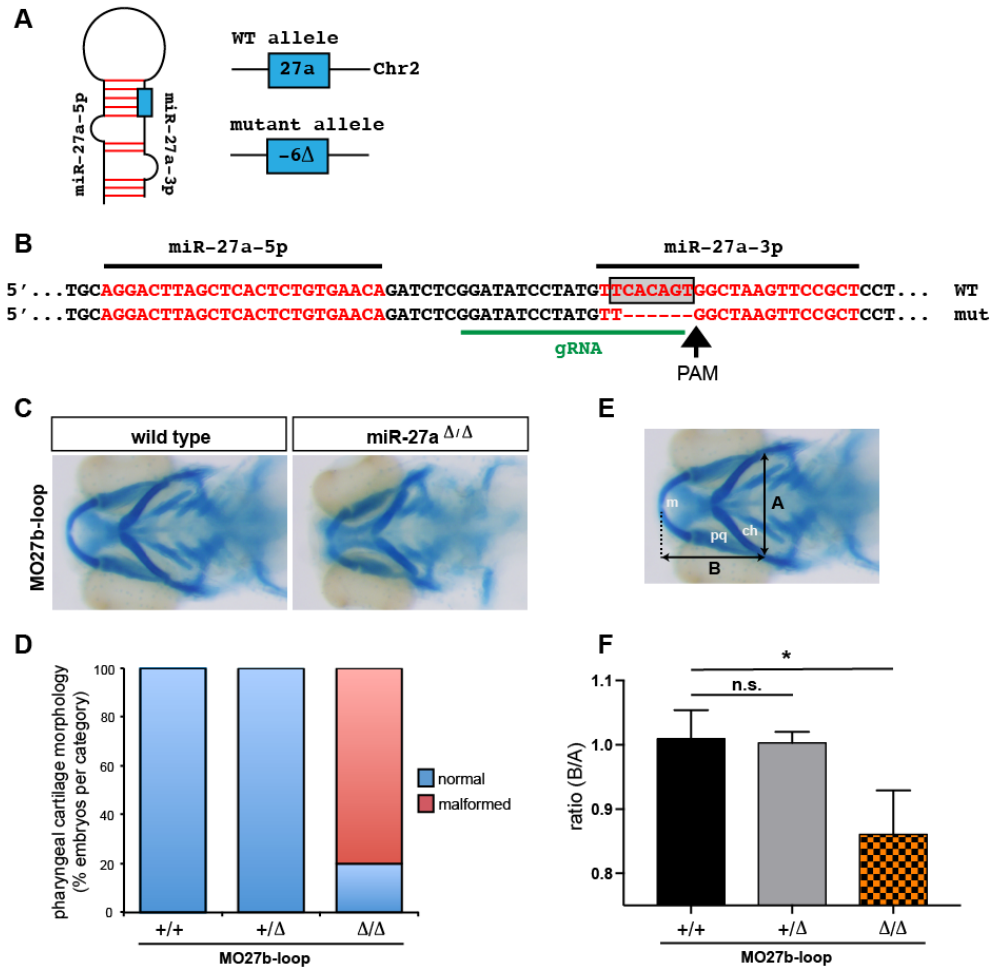 A
miR-27a-5p
miR-27a-3p
WT allele
27a
Chr2
mutant allele
-6Δ
B
miR-27a-5p
miR-27a-3p
5’...TGCAGGACTTAGCTCACTCTGTGAACAGATCTCGGATATCCTATGTTCACAGTGGCTAAGTTCCGCTCCT... WT
5’...TGCAGGACTTAGCTCACTCTGTGAACAGATCTCGGATATCCTATGTT------GGCTAAGTTCCGCTCCT... mut
gRNA
PAM
C
wild type
miR-27a Δ/Δ
MO27b-loop
E
m
pq
ch
A
B
D
pharyngeal cartilage morphology
(% embryos per category)
100
80
60
40
20
0
normal
malformed
+/+
+/Δ
Δ/Δ
MO27b-loop
F
*
n.s.
ratio (B/A)
1.1
1.0
0.9
0.8
+/+
+/Δ
Δ/Δ
MO27b-loop